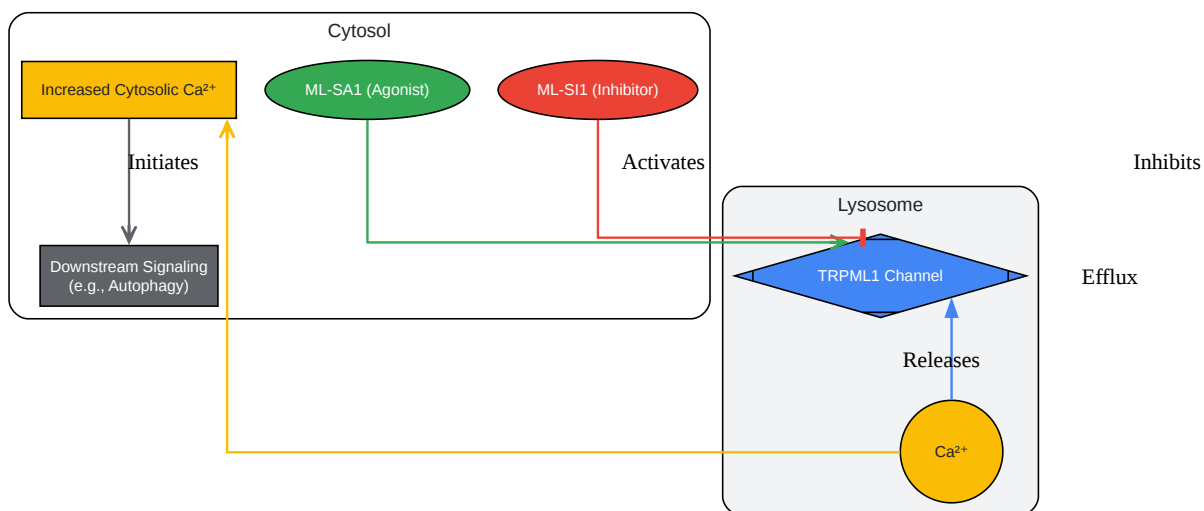 Cytosol
Increased Cytosolic Ca²⁺
ML-SA1 (Agonist)
ML-SI1 (Inhibitor)
Initiates
Activates
Inhibits
Lysosome
Downstream Signaling
(e.g., Autophagy)
TRPML1 Channel
Efflux
Releases
Ca²⁺